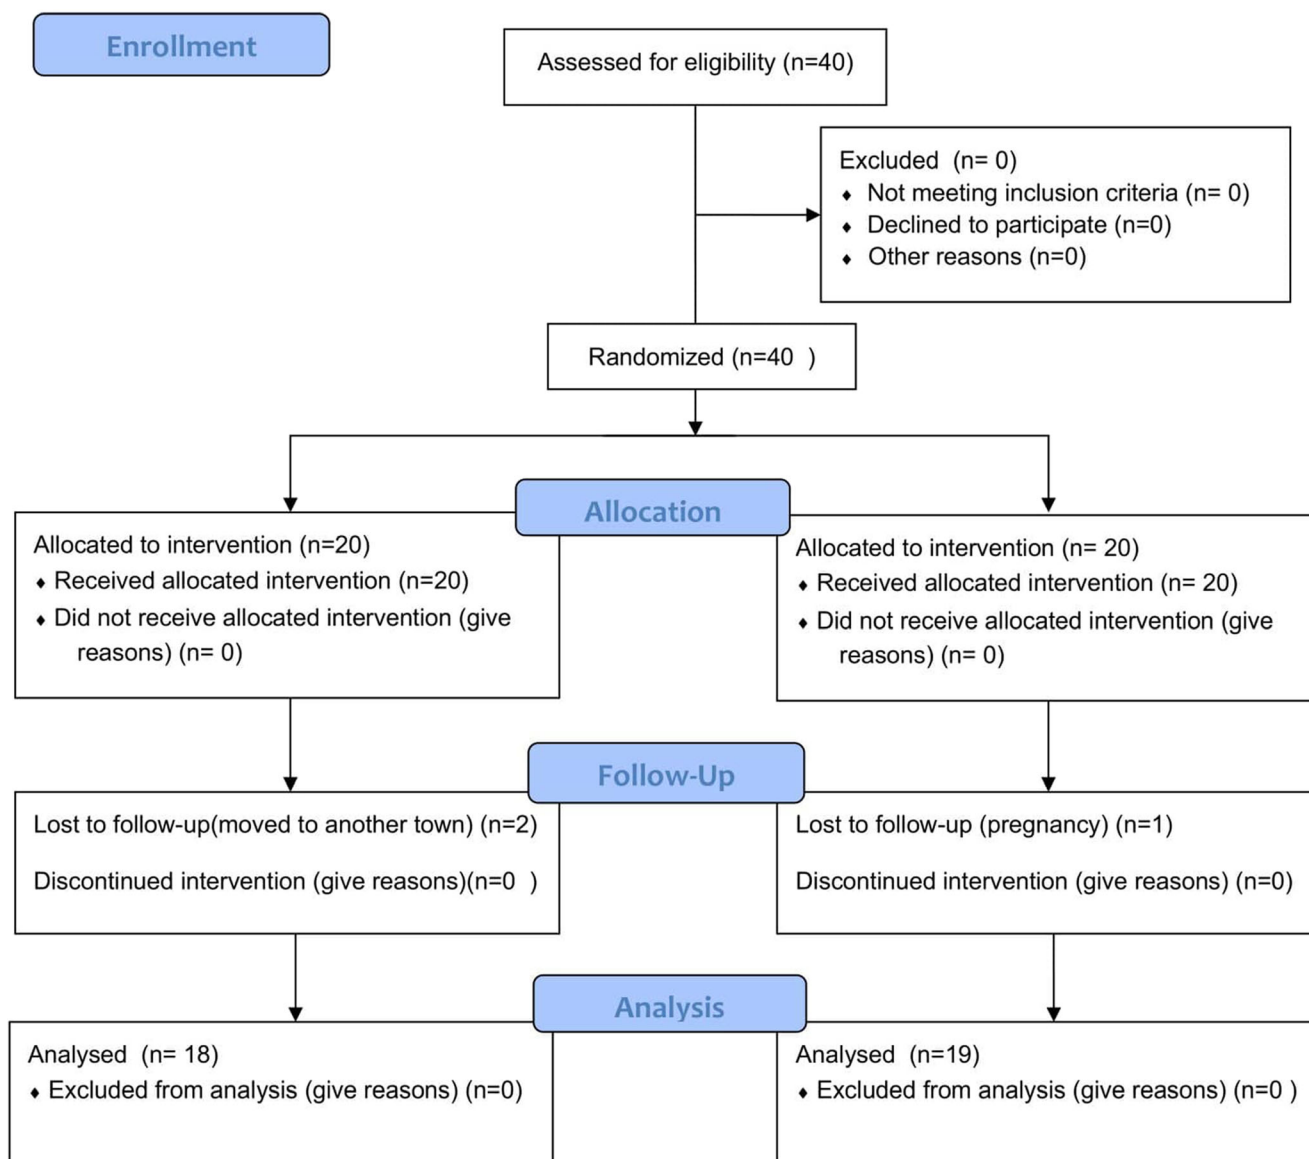 Enrollment
Assessed for eligibility (n=40)
Excluded (n= 0)
♦ Not meeting inclusion criteria (n= 0)
♦ Declined to participate (n=0)
♦ Other reasons (n=0)
Randomized (n=40 )
Allocation
Allocated to intervention (n=20)
♦ Received allocated intervention (n=20)
♦ Did not receive allocated intervention (give
reasons) (n= 0)
Allocated to intervention (n= 20)
♦ Received allocated intervention (n= 20)
♦ Did not receive allocated intervention (give
reasons) (n= 0)
Follow-Up
Lost to follow-up(moved to another town) (n=2)
Discontinued intervention (give reasons)(n=0 )
Lost to follow-up (pregnancy) (n=1)
Discontinued intervention (give reasons) (n=0)
Analysis
Analysed (n= 18)
♦ Excluded from analysis (give reasons) (n=0)
Analysed (n=19)
♦ Excluded from analysis (give reasons) (n=0 )